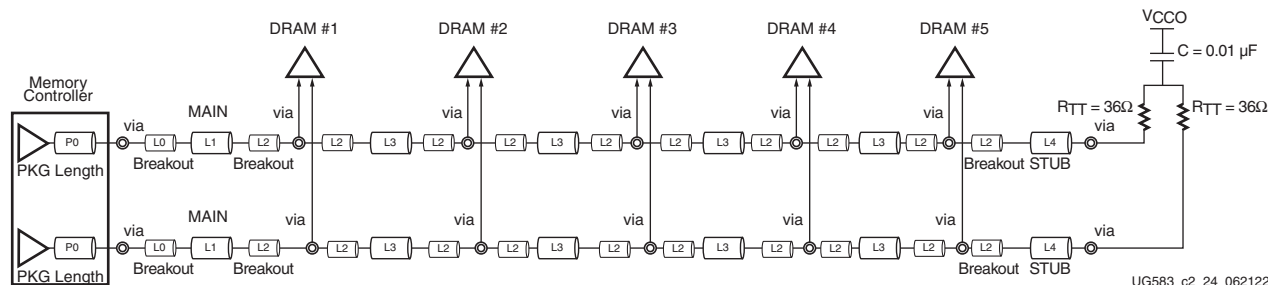 DRAM #1 DRAM #2 DRAM #3 DRAM #4 DRAM #5 VCCO
C = 0.01 µF
Memory
Controller
MAIN via via via via via RTT = 36Ω RTT = 36Ω
via via
P0 L0 L1 L2 L2 L3 L2 L2 L3 L2 L2 L3 L2 L2 L3 L2 L2 L4
PKG Length Breakout Breakout Breakout STUB
MAIN
via via via via via via via
P0 L0 L1 L2 L2 L3 L2 L2 L3 L2 L2 L3 L2 L2 L3 L2 L2 L4
Breakout Breakout Breakout STUB
PKG Length
UG583_c2_24_062122